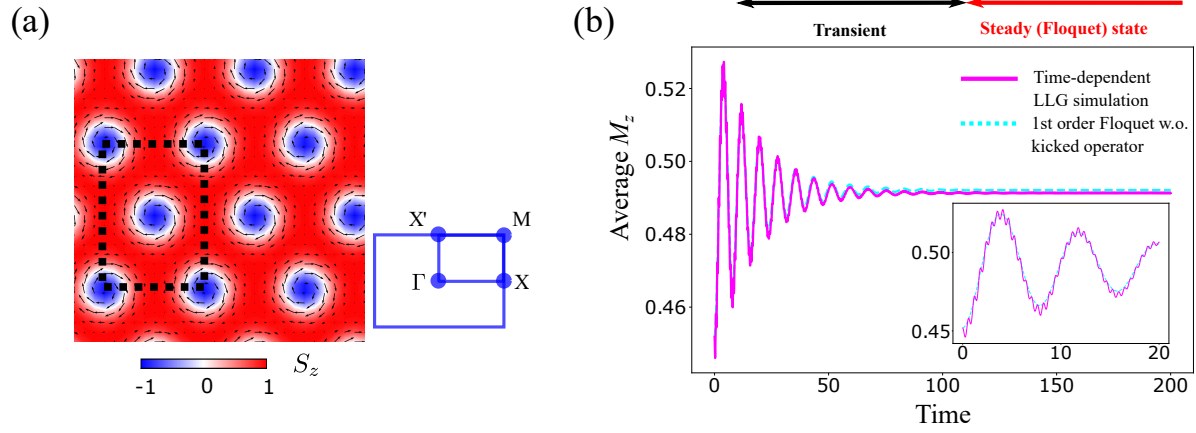 (a)
X'
M
Γ
X
-1
0
1
S_z
(b)
Transient
Steady (Floquet) state
Average M_z
0.52
0.50
0.48
0.46
Time-dependent
LLG simulation
1st order Floquet w.o.
kicked operator
0.50
0.45
0
10
20
0
50
100
150
200
Time